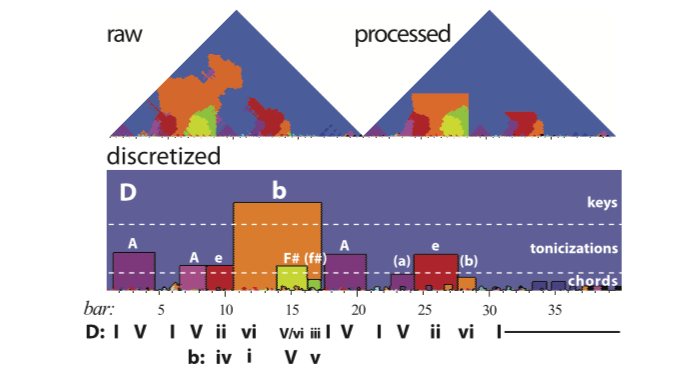 raw processed
discretized
D b keys
A A tonicizations
A e F# (f#) (a) e (b)
chords
bar: 5 10 15 20 25 30 35
D: I V I V ii vi V/vi iii I V I V ii vi I
b: iv i V v